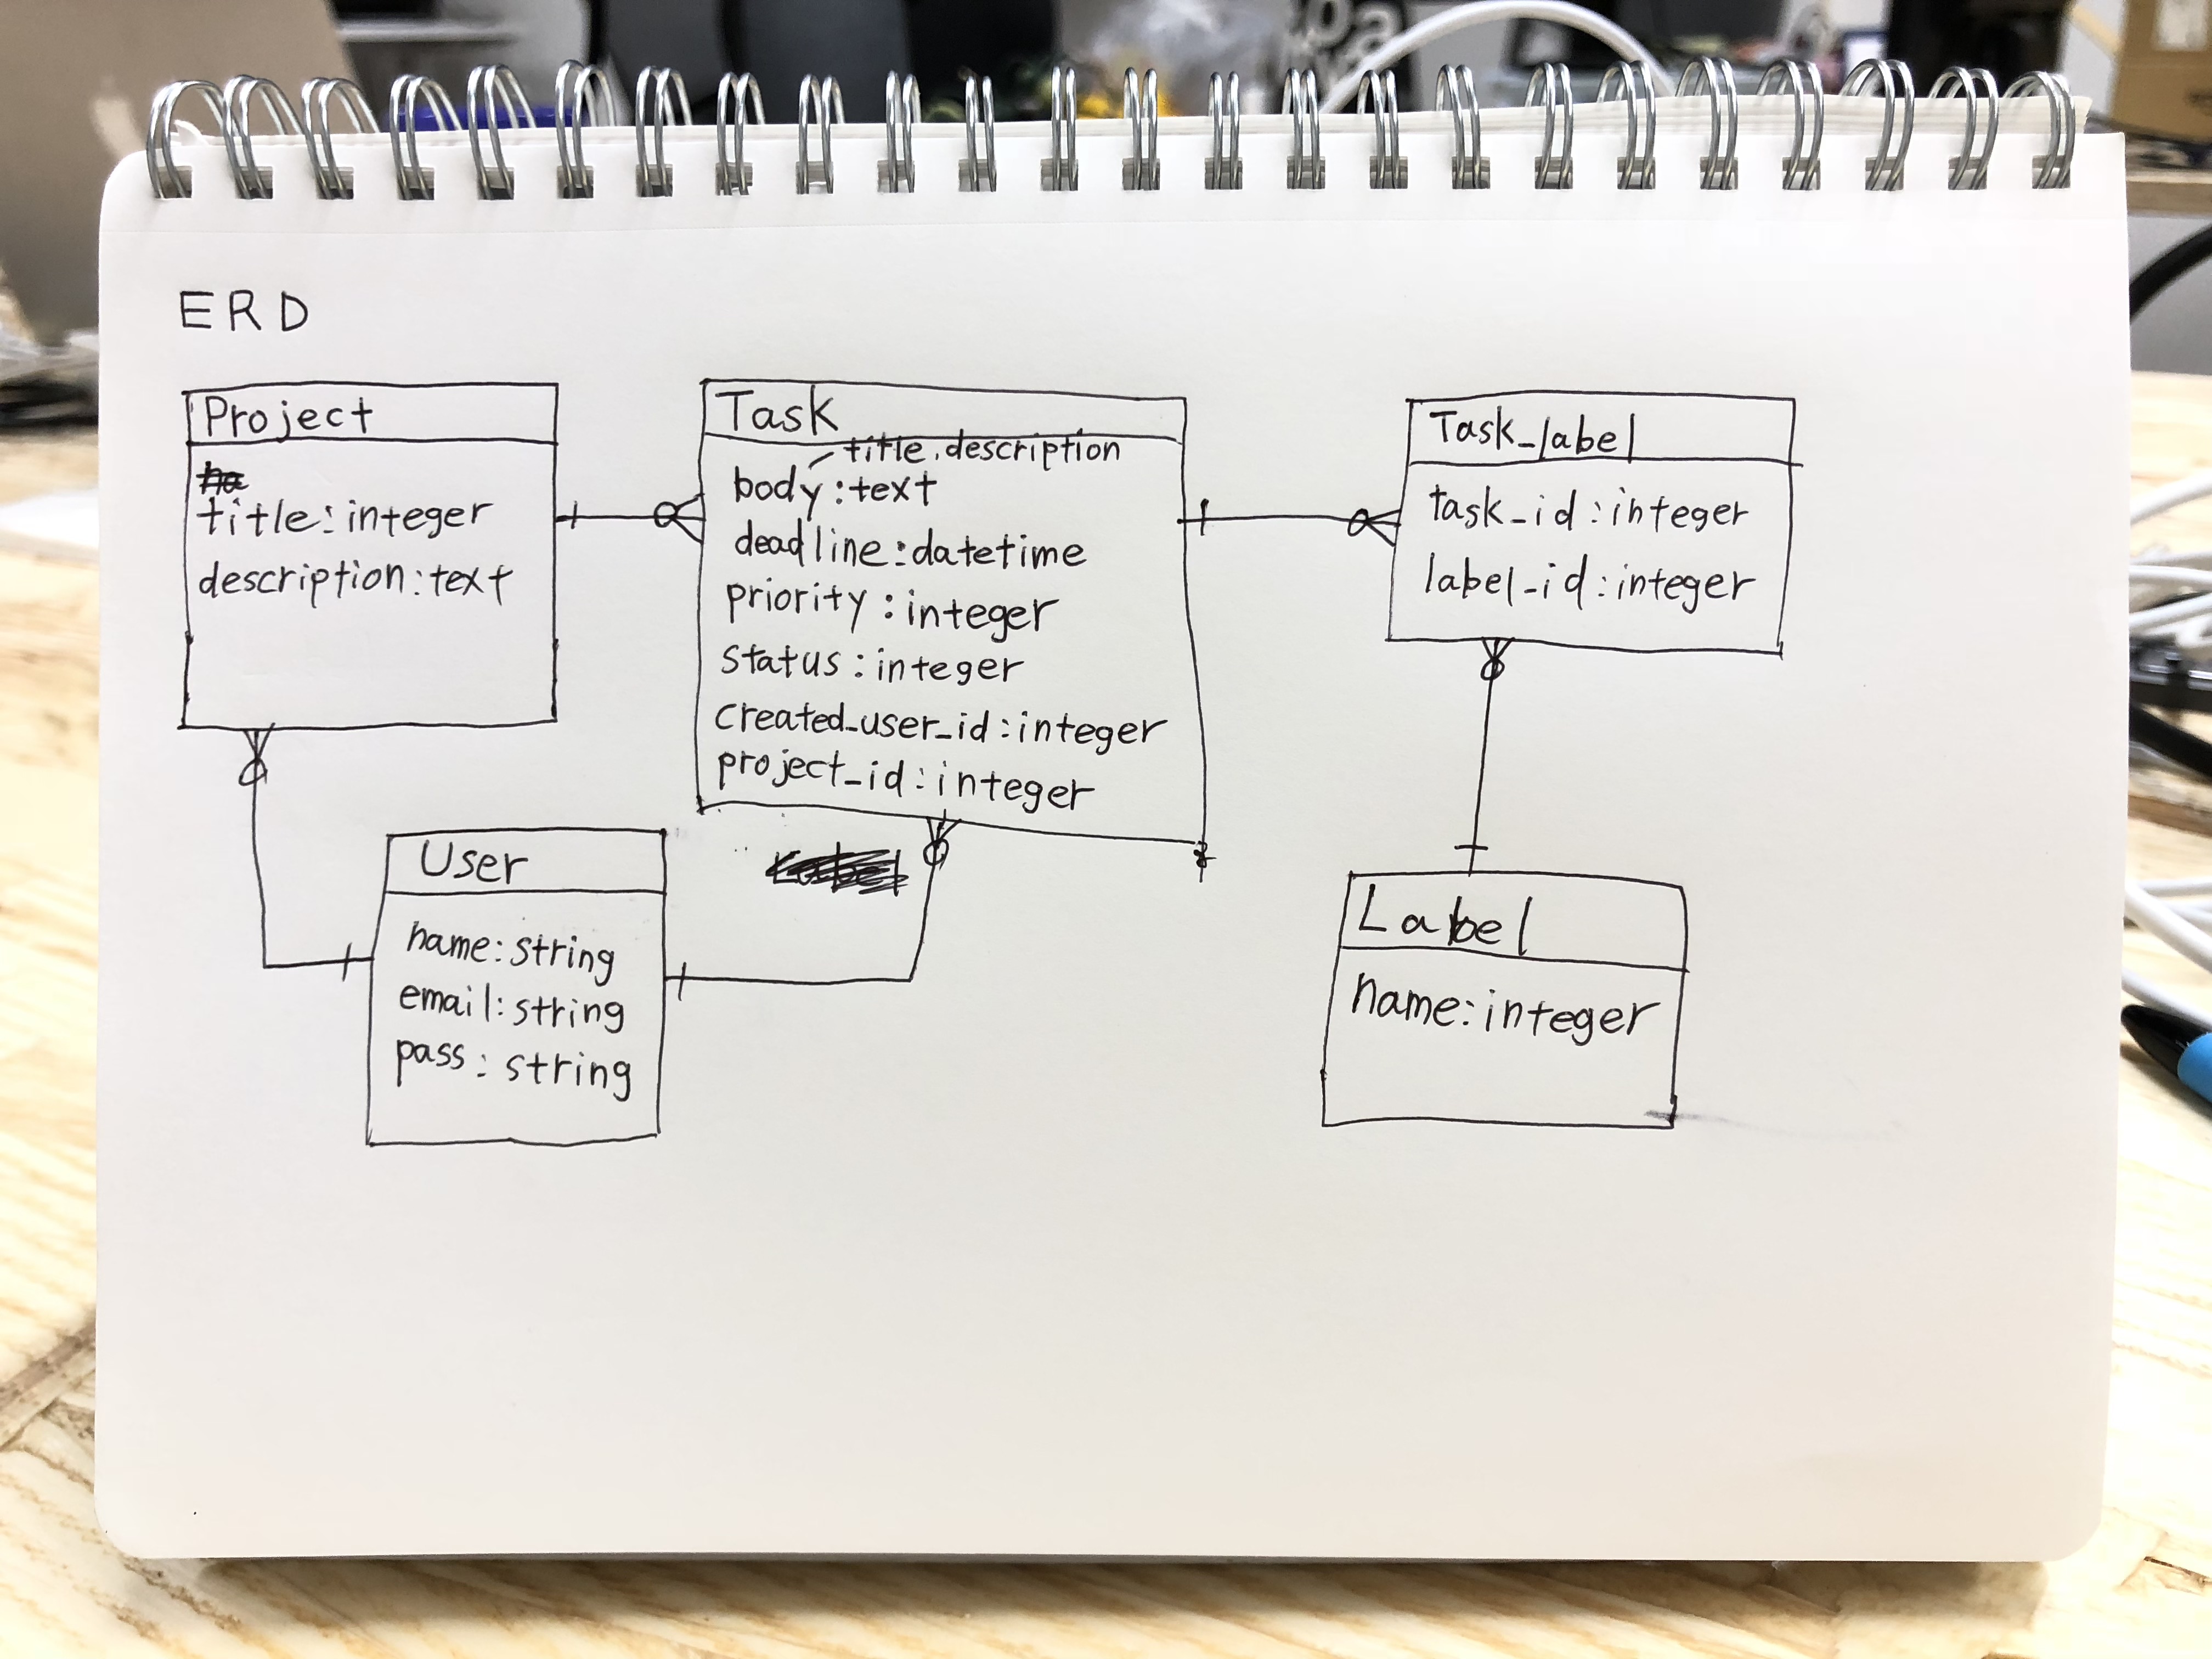 ERD
Project
title: integer
description: text
Task
title, description
body: text
deadline: datetime
priority: integer
status: integer
created_user_id: integer
project_id: integer
Task_label
task_id: integer
label_id: integer
User
name: string
email: string
pass: string
Label
name: integer